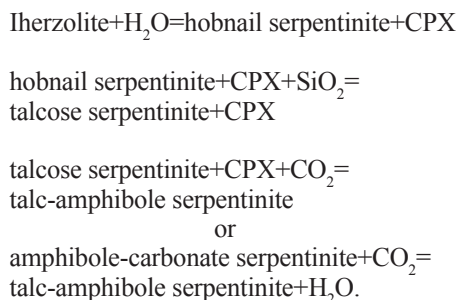 Iherzolite+H₂O=hobnail serpentinite+CPX
hobnail serpentinite+CPX+SiO₂=
talcose serpentinite+CPX
talcose serpentinite+CPX+CO₂=
talc-amphibole serpentinite
or
amphibole-carbonate serpentinite+CO₂=
talc-amphibole serpentinite+H₂O.